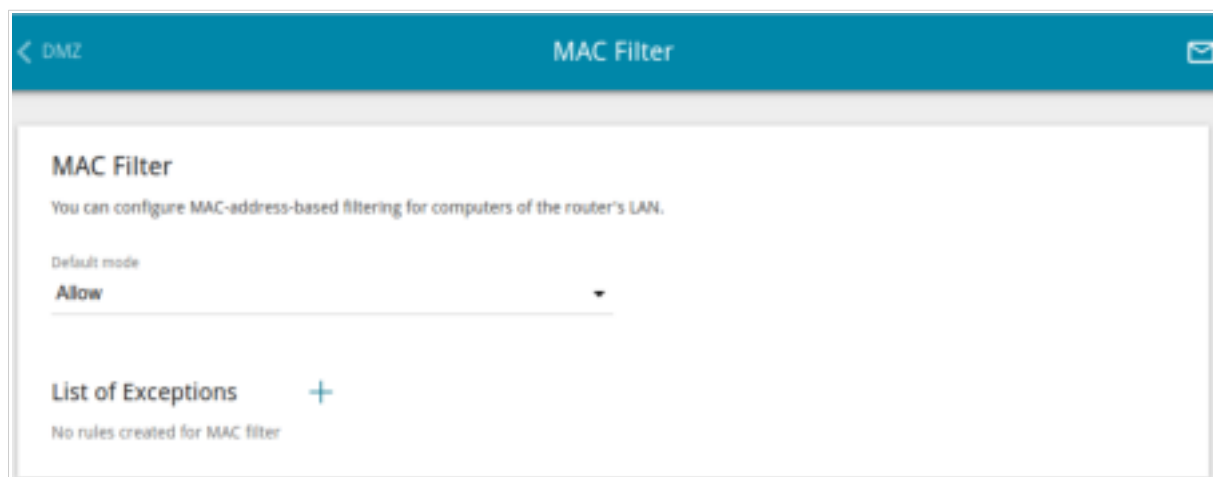 DMZ
MAC Filter
MAC Filter
You can configure MAC-address-based filtering for computers of the router's LAN.
Default mode
Allow
List of Exceptions
No rules created for MAC filter